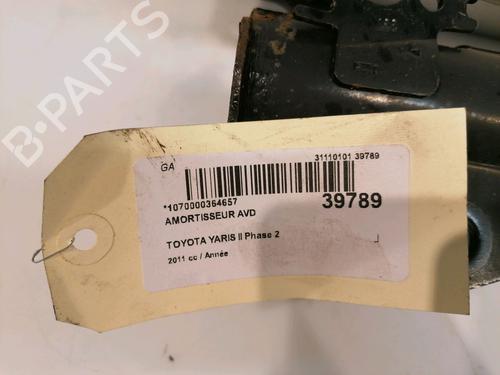 B-PARTS
GA
31110101 39789
*1070000364657
39789
AMORTISSEUR AVD
TOYOTA YARIS II Phase 2
2011 cc / Année